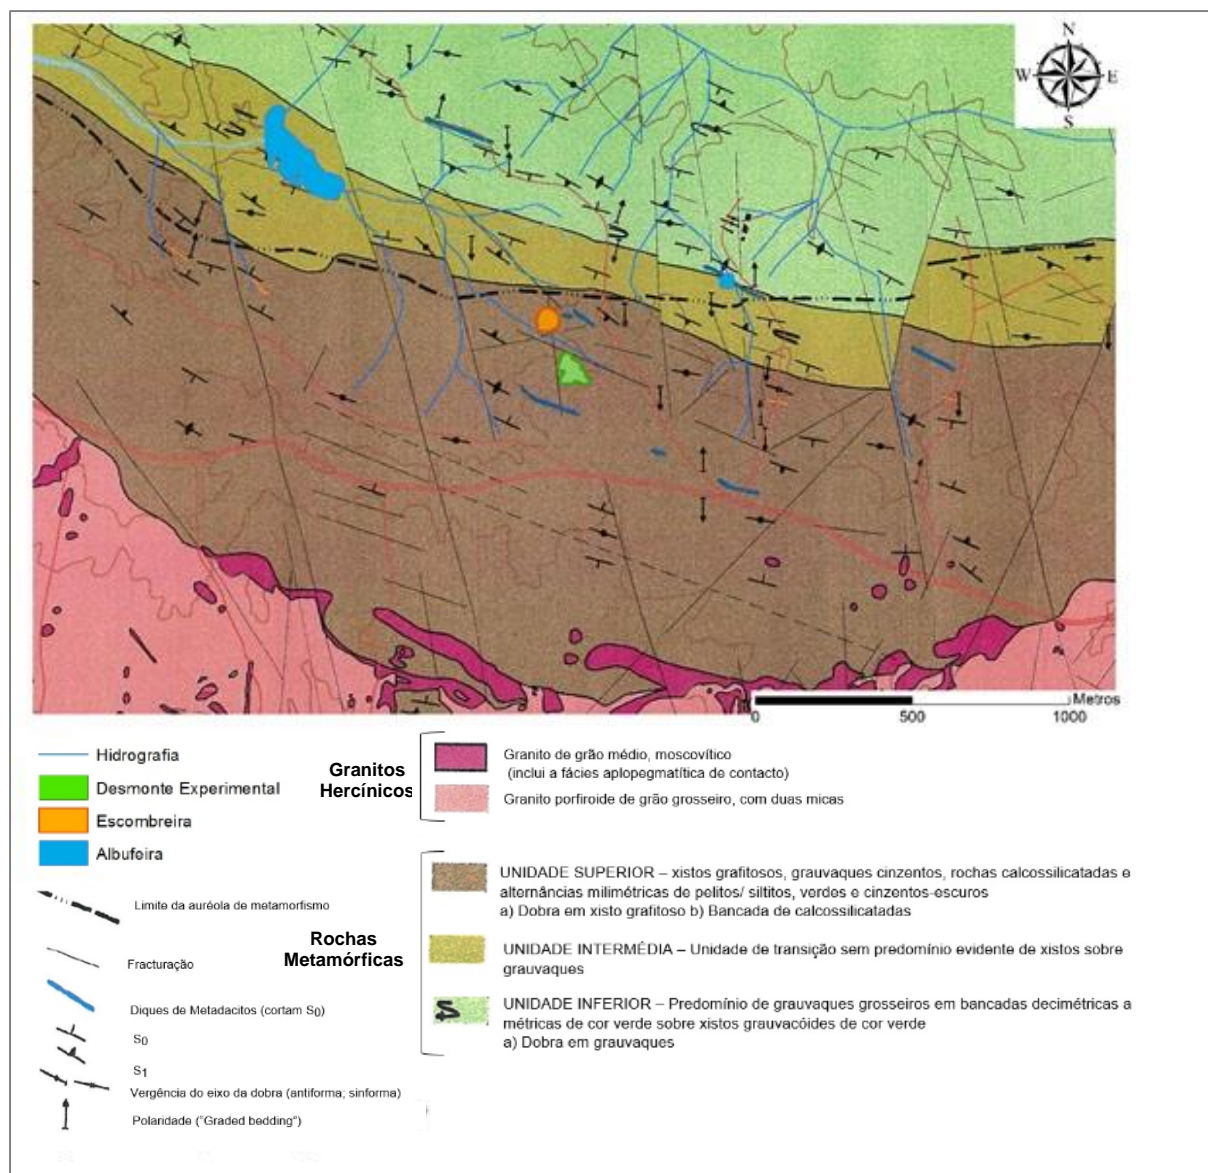 N
W E
S
Metros
0 500 1000
Hidrografia
Desmonte Experimental
Escombreira
Albufeira
Limite da auréola de metamorfismo
Fracturação
Diques de Metadacitos (cortam S0)
S0
S1
Vergência do eixo da dobra (antiforma; sinforma)
Polaridade ("Graded bedding")
Granitos
Hercínicos
Granito de grão médio, moscovítico
(inclui a fácies aplopegmatítica de contacto)
Granito porfiroide de grão grosseiro, com duas micas
Rochas
Metamórficas
UNIDADE SUPERIOR – xistos grafitosos, grauvaques cinzentos, rochas calcossilicatadas e
alternâncias milimétricas de pelitos/ siltitos, verdes e cinzentos-escuros
a) Dobra em xisto grafitoso b) Bancada de calcossilicatadas
UNIDADE INTERMÉDIA – Unidade de transição sem predomínio evidente de xistos sobre
grauvaques
UNIDADE INFERIOR – Predomínio de grauvaques grosseiros em bancadas decimétricas a
métricas de cor verde sobre xistos grauvacóides de cor verde
a) Dobra em grauvaques